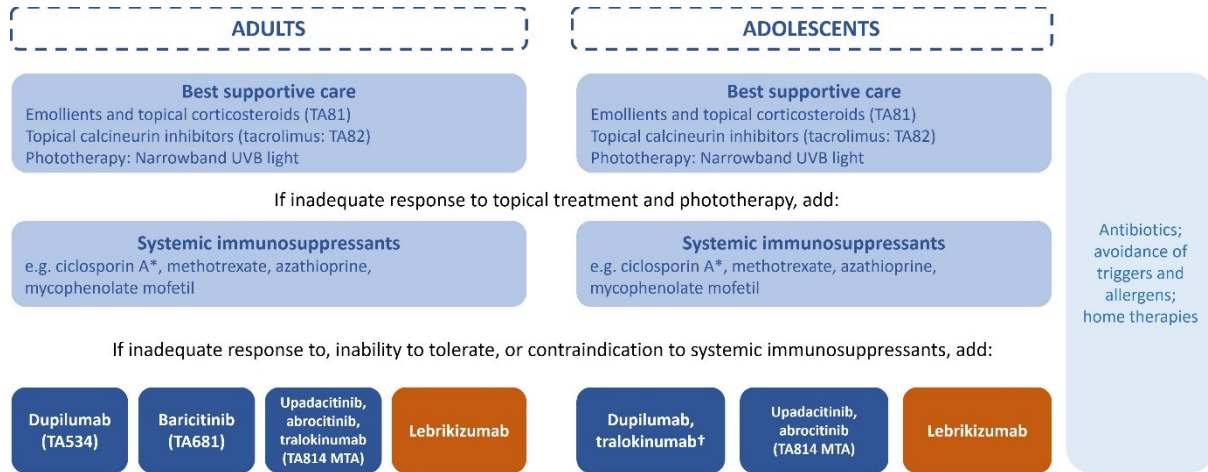 ADULTS
Best supportive care
Emollients and topical corticosteroids (TA81)
Topical calcineurin inhibitors (tacrolimus: TA82)
Phototherapy: Narrowband UVB light
ADOLESCENTS
Best supportive care
Emollients and topical corticosteroids (TA81)
Topical calcineurin inhibitors (tacrolimus: TA82)
Phototherapy: Narrowband UVB light
If inadequate response to topical treatment and phototherapy, add:
Systemic immunosuppressants
e.g. ciclosporin A*, methotrexate, azathioprine,
mycophenolate mofetil
Systemic immunosuppressants
e.g. ciclosporin A*, methotrexate, azathioprine,
mycophenolate mofetil
If inadequate response to, inability to tolerate, or contraindication to systemic immunosuppressants, add:
Dupilumab
(TA534)
Baricitinib
(TA681)
Upadacitinib,
abrocitinib,
tralokinumab
(TA814 MTA)
Lebrikizumab
Dupilumab,
tralokinumab†
Upadacitinib,
abrocitinib
(TA814 MTA)
Lebrikizumab
Antibiotics;
avoidance of
triggers and
allergens;
home therapies